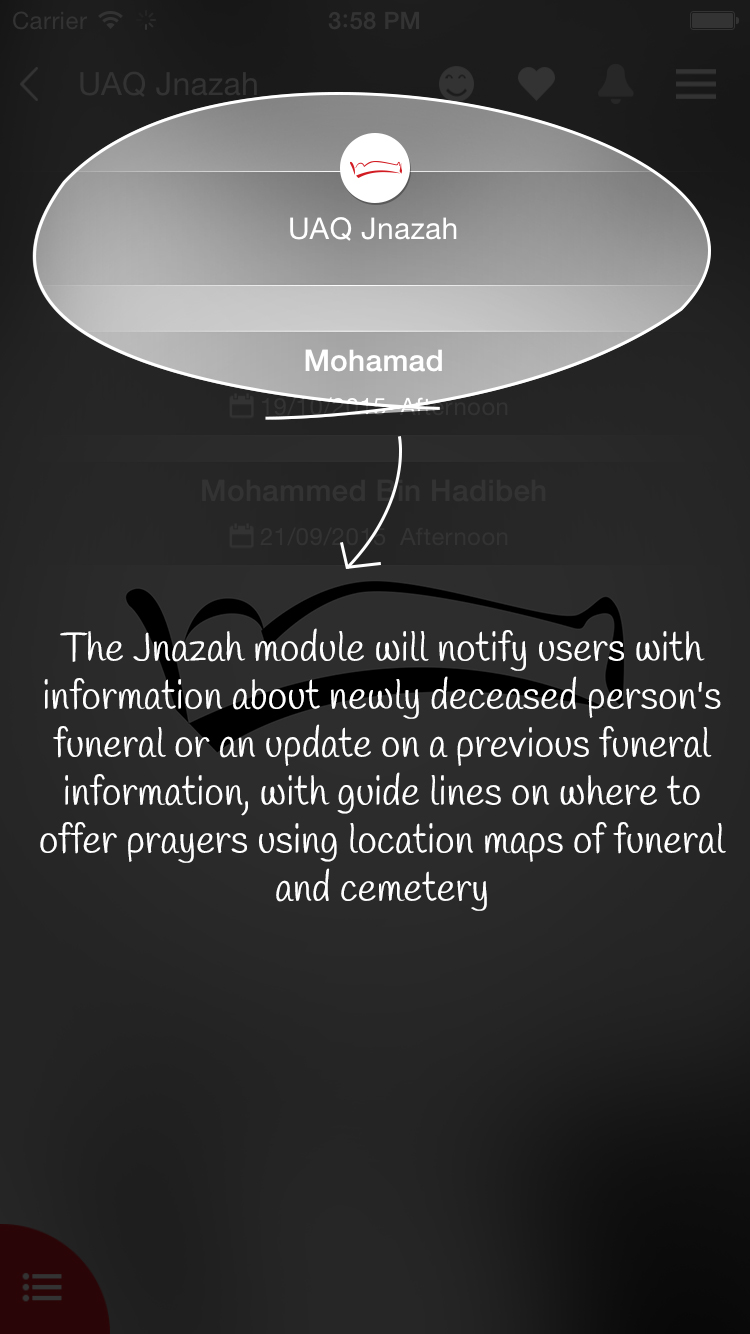 Carrier 3:58 PM
UAQ Jnazah
UAQ Jnazah
Mohamad
19/10/2015 Afternoon
Mohammed Bin Hadibeh
21/09/2015 Afternoon
The Jnazah module will notify users with
information about newly deceased person's
funeral or an update on a previous funeral
information, with guide lines on where to
offer prayers using location maps of funeral
and cemetery